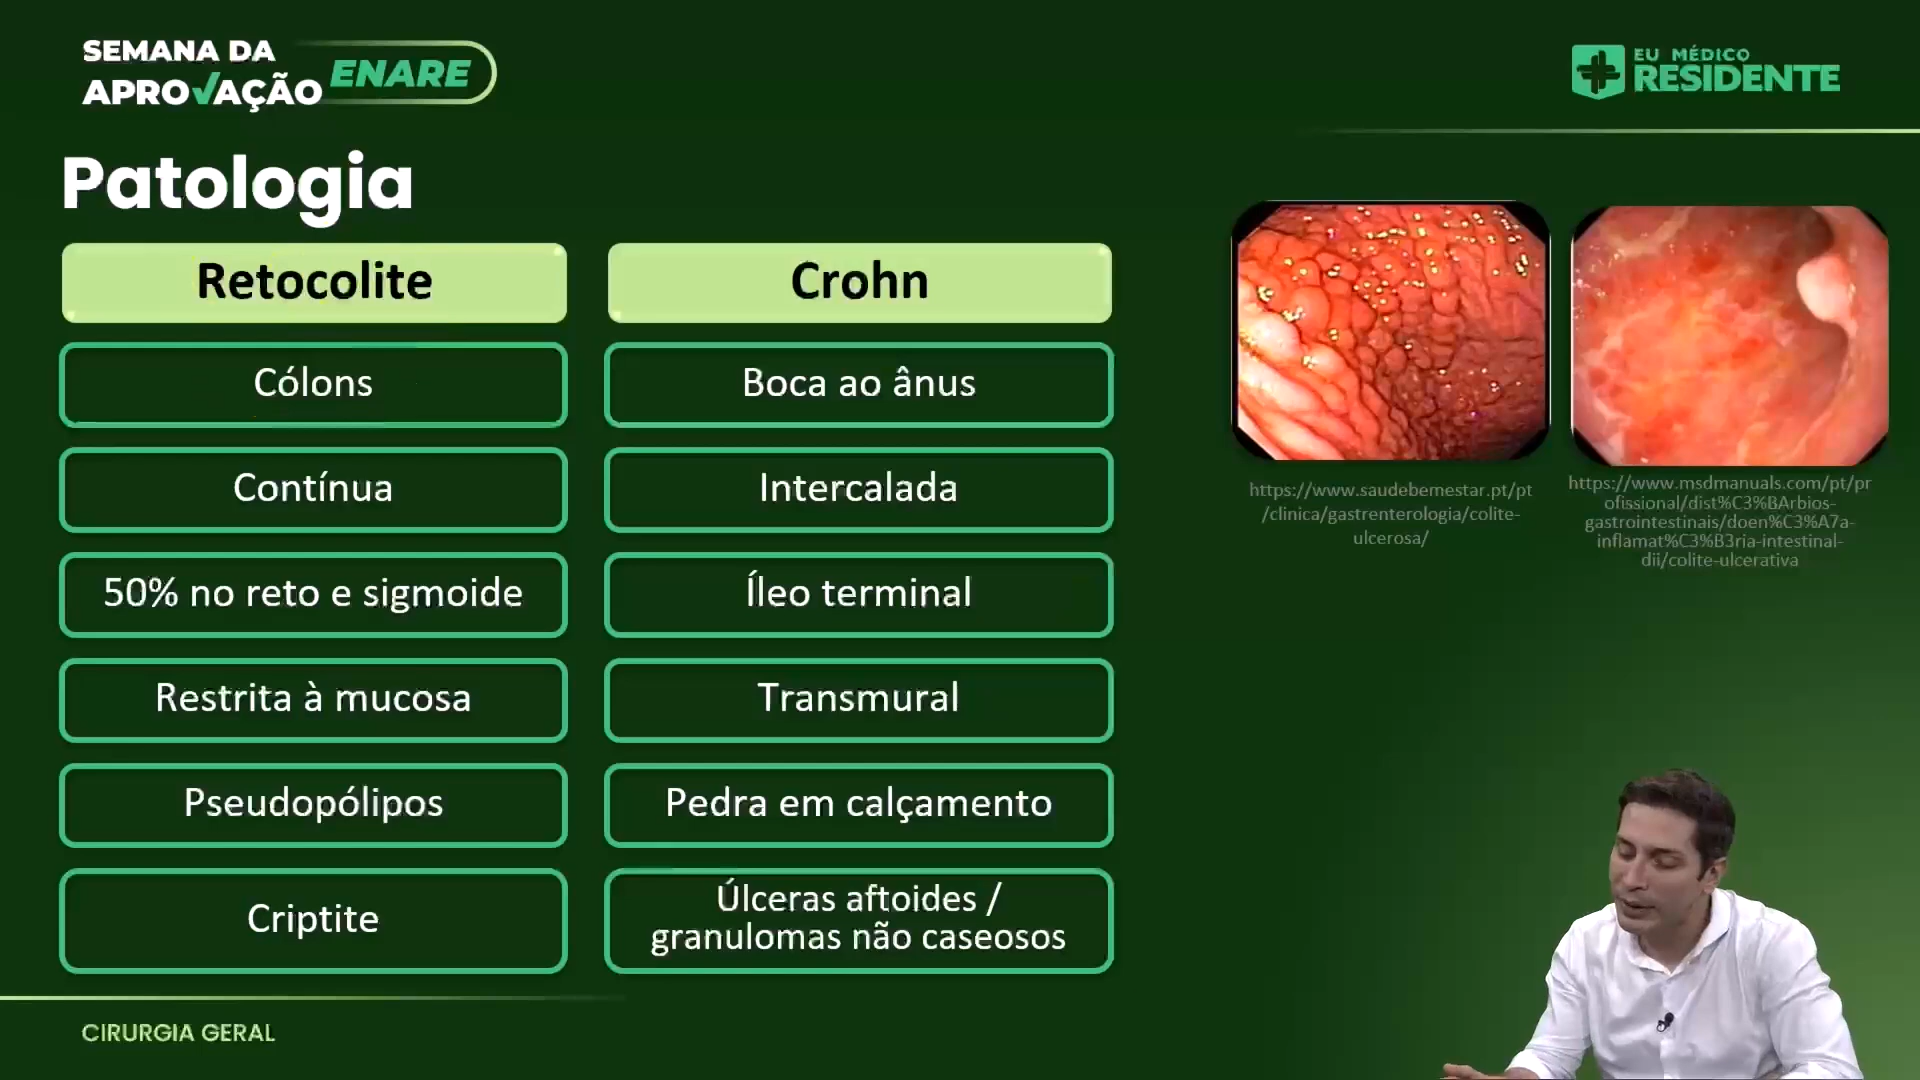 SEMANA DA
APROVAÇÃO ENARE
EU MÉDICO
RESIDENTE
Patologia
Retocolite
Crohn
Cólons
Boca ao ânus
Contínua
Intercalada
50% no reto e sigmoide
Íleo terminal
Restrita à mucosa
Transmural
Pseudopólipos
Pedra em calçamento
Criptite
Úlceras aftoides /
granulomas não caseosos
https://www.saudebemestar.pt/pt
/clinica/gastrenterologia/colite-
ulcerosa/
https://www.msdmanuals.com/pt/pr
ofissional/dist%C3%BArbios-
gastrointestinais/doen%C3%A7a-
inflamat%C3%B3ria-intestinal-
dii/colite-ulcerativa
CIRURGIA GERAL